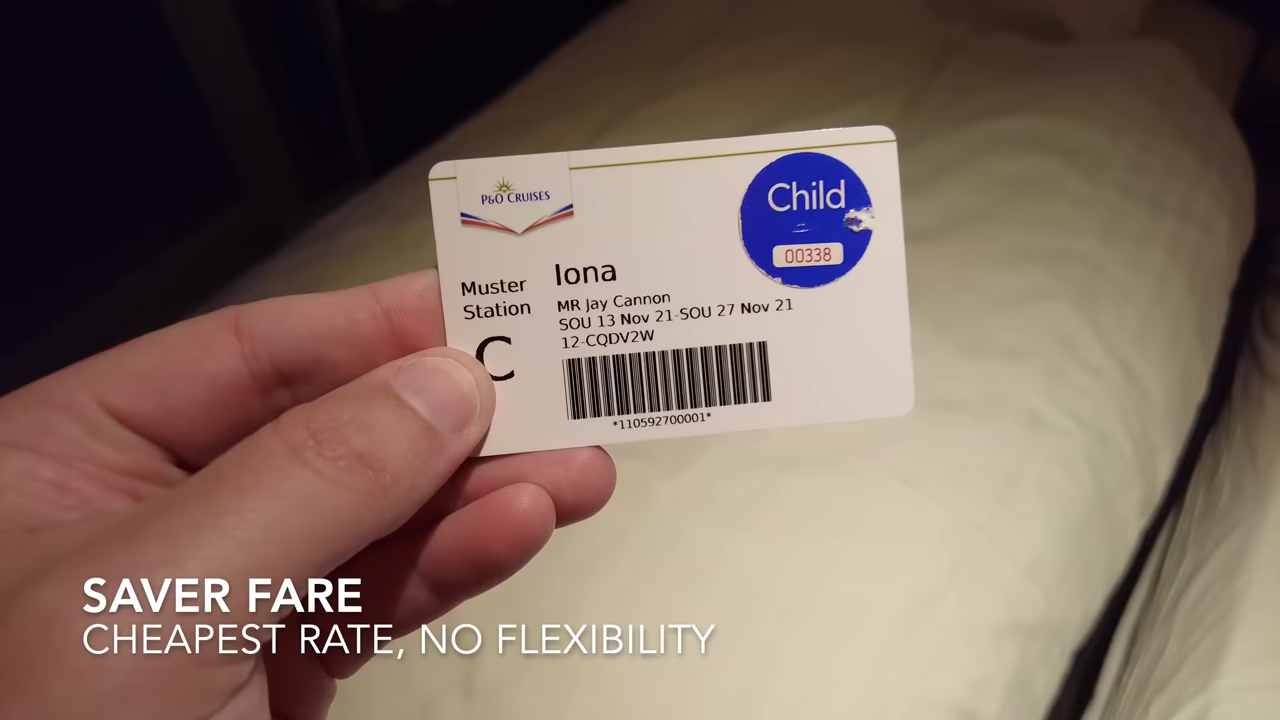 P&O CRUISES
Child
00338
Iona
Muster
Station
C
MR Jay Cannon
SOU 13 Nov 21-SOU 27 Nov 21
12-CQDV2W
*110592700001*
SAVER FARE
CHEAPEST RATE, NO FLEXIBILITY